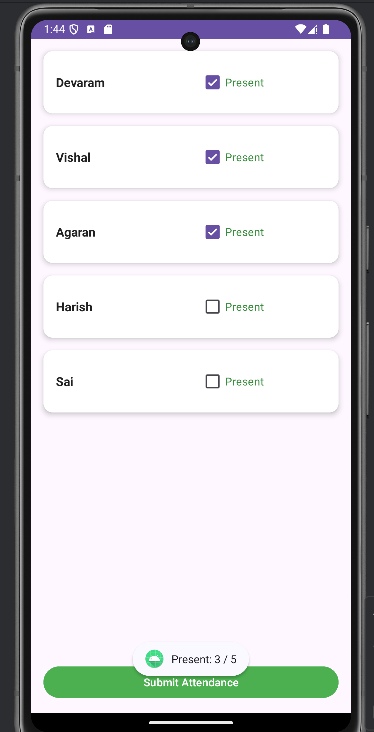 1:44
Devaram Present
Vishal Present
Agaran Present
Harish Present
Sai Present
Present: 3 / 5
Submit Attendance